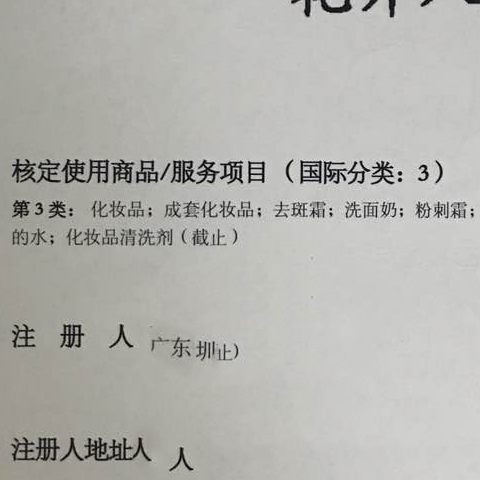 核定使用商品/服务项目（国际分类：3）
第3类：化妆品；成套化妆品；去斑霜；洗面奶；粉刺霜；
的水；化妆品清洗剂（截止）
注 册 人 广东 圳止)
注册人地址人 人